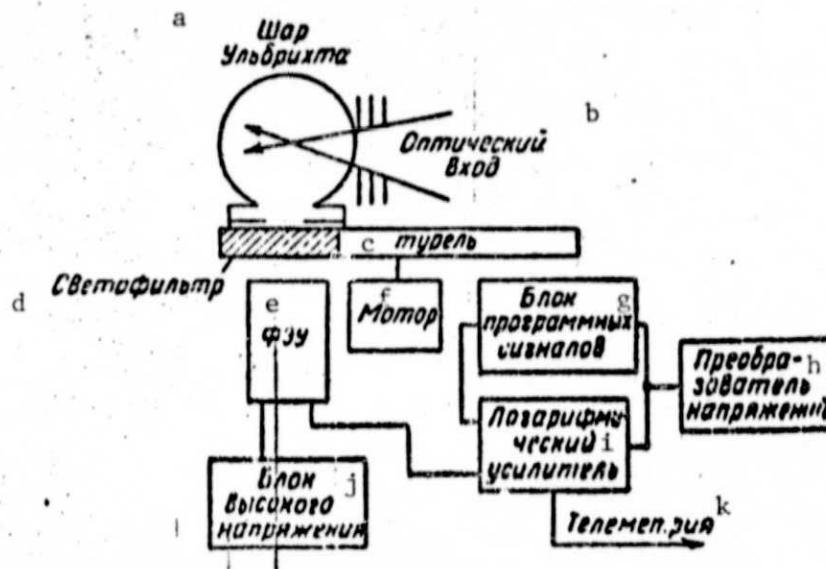 a
Шар
Ульбрихта
b
Оптический
вход
c турель
Светофильтр
d
e
ФЭУ
f
Мотор
Блок g
программных
сигналов
Преобра- h
зователь
напряжений
Логарифми-
ческий i
усилитель
Блок j
высокого
напряжения
k
Телеметрия